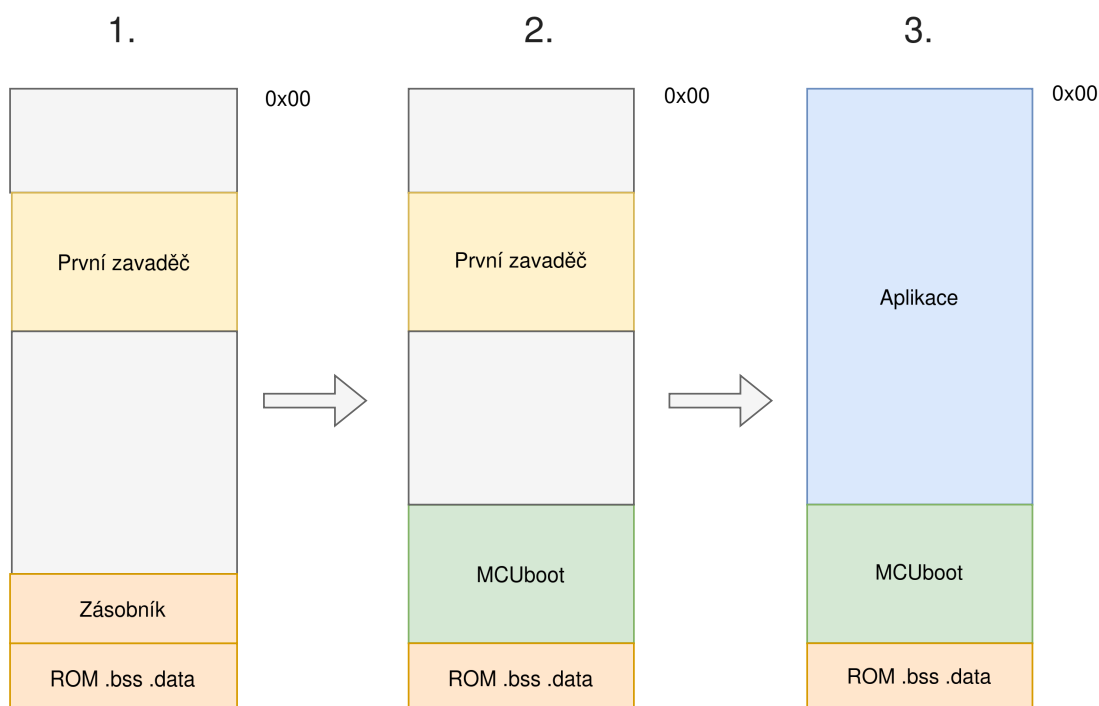 1.
2.
3.
0x00
0x00
0x00
První zavaděč
První zavaděč
Aplikace
Zásobník
MCUboot
MCUboot
ROM .bss .data
ROM .bss .data
ROM .bss .data